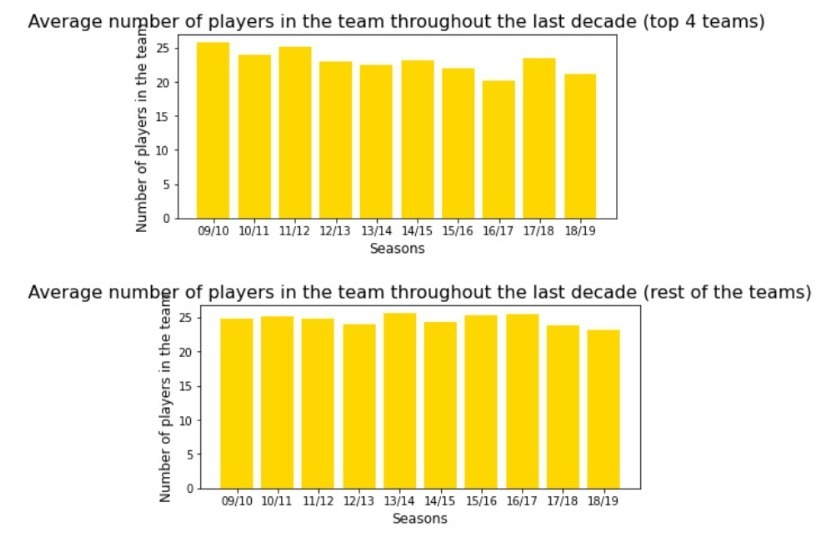 Average number of players in the team throughout the last decade (top 4 teams)
Number of players in the team
25
20
15
10
5
0
09/10 10/11 11/12 12/13 13/14 14/15 15/16 16/17 17/18 18/19
Seasons
Average number of players in the team throughout the last decade (rest of the teams)
Number of players in the team
25
20
15
10
5
0
09/10 10/11 11/12 12/13 13/14 14/15 15/16 16/17 17/18 18/19
Seasons